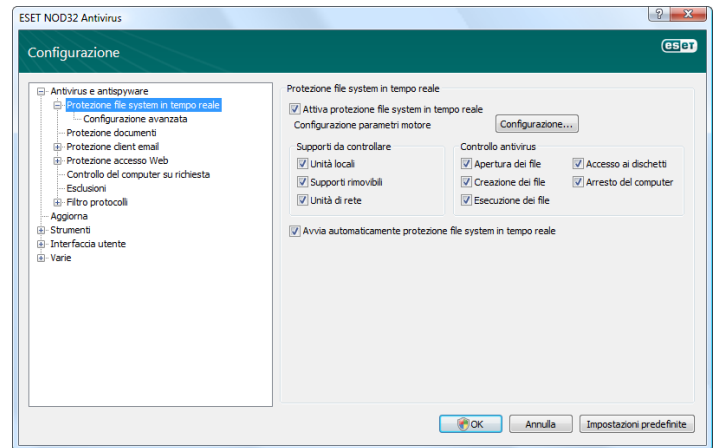 ESET NOD32 Antivirus
?
Configurazione
eset
Antivirus e antispyware
Protezione file system in tempo reale
Configurazione avanzata
Protezione documenti
Protezione client email
Protezione accesso Web
Controllo del computer su richiesta
Esclusioni
Filtro protocolli
Aggiorna
Strumenti
Interfaccia utente
Varie
Protezione file system in tempo reale
Attiva protezione file system in tempo reale
Configurazione parametri motore
Configurazione...
Supporti da controllare
Unità locali
Supporti rimovibili
Unità di rete
Controllo antivirus
Apertura dei file
Accesso ai dischetti
Creazione dei file
Arresto del computer
Esecuzione dei file
Avvia automaticamente protezione file system in tempo reale
OK
Annulla
Impostazioni predefinite